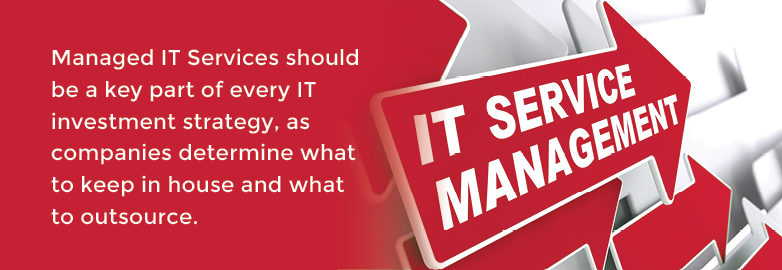 Managed IT Services should
be a key part of every IT
investment strategy, as
companies determine what
to keep in house and what
to outsource.
IT SERVICE
MANAGEMENT